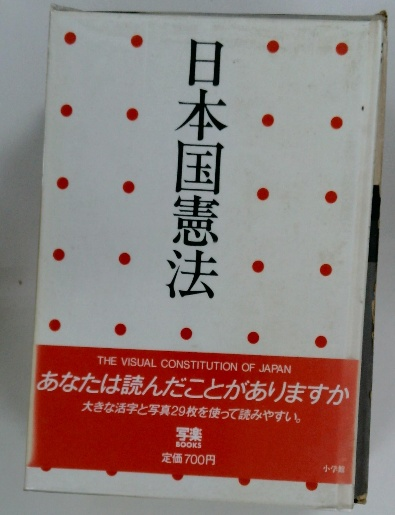 日本国憲法
THE VISUAL CONSTITUTION OF JAPAN
あなたは読んだことがありますか
大きな活字と写真29枚を使って読みやすい。
写楽
BOOKS
定価700円
小学館